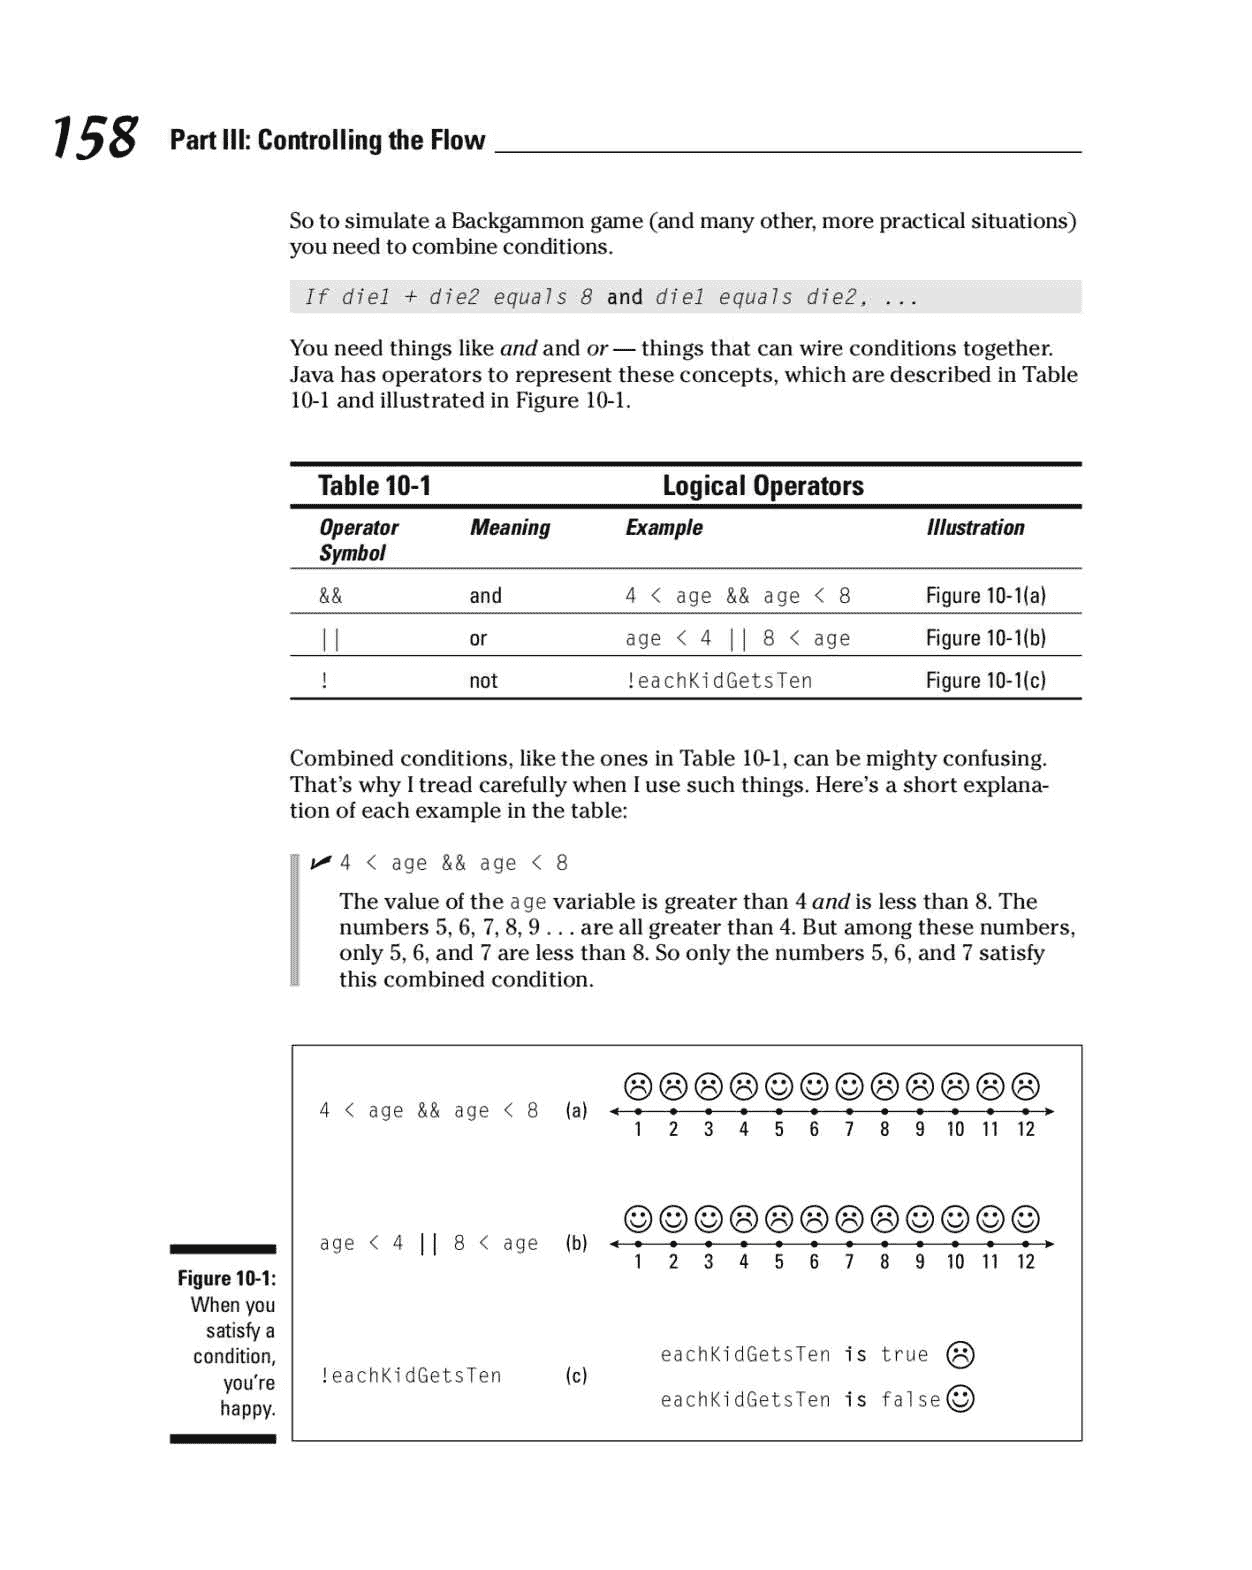 158 Part III: Controlling the Flow
So to simulate a Backgammon game (and many other, more practical situations)
you need to combine conditions.
If die1 + die2 equals 8 and die1 equals die2, ...
You need things like and and or — things that can wire conditions together.
Java has operators to represent these concepts, which are described in Table
10-1 and illustrated in Figure 10-1.
Table 10-1 Logical Operators
Operator Meaning Example Illustration
Symbol
&& and 4 < age && age < 8 Figure 10-1(a)
|| or age < 4 || 8 < age Figure 10-1(b)
! not !eachKidGetsTen Figure 10-1(c)
Combined conditions, like the ones in Table 10-1, can be mighty confusing.
That's why I tread carefully when I use such things. Here's a short explana-
tion of each example in the table:
4 < age && age < 8
The value of the age variable is greater than 4 and is less than 8. The
numbers 5, 6, 7, 8, 9 . . . are all greater than 4. But among these numbers,
only 5, 6, and 7 are less than 8. So only the numbers 5, 6, and 7 satisfy
this combined condition.
4 < age && age < 8 (a)
1 2 3 4 5 6 7 8 9 10 11 12
age < 4 || 8 < age (b)
1 2 3 4 5 6 7 8 9 10 11 12
!eachKidGetsTen (c)
eachKidGetsTen is true
eachKidGetsTen is false
Figure 10-1:
When you
satisfy a
condition,
you're
happy.